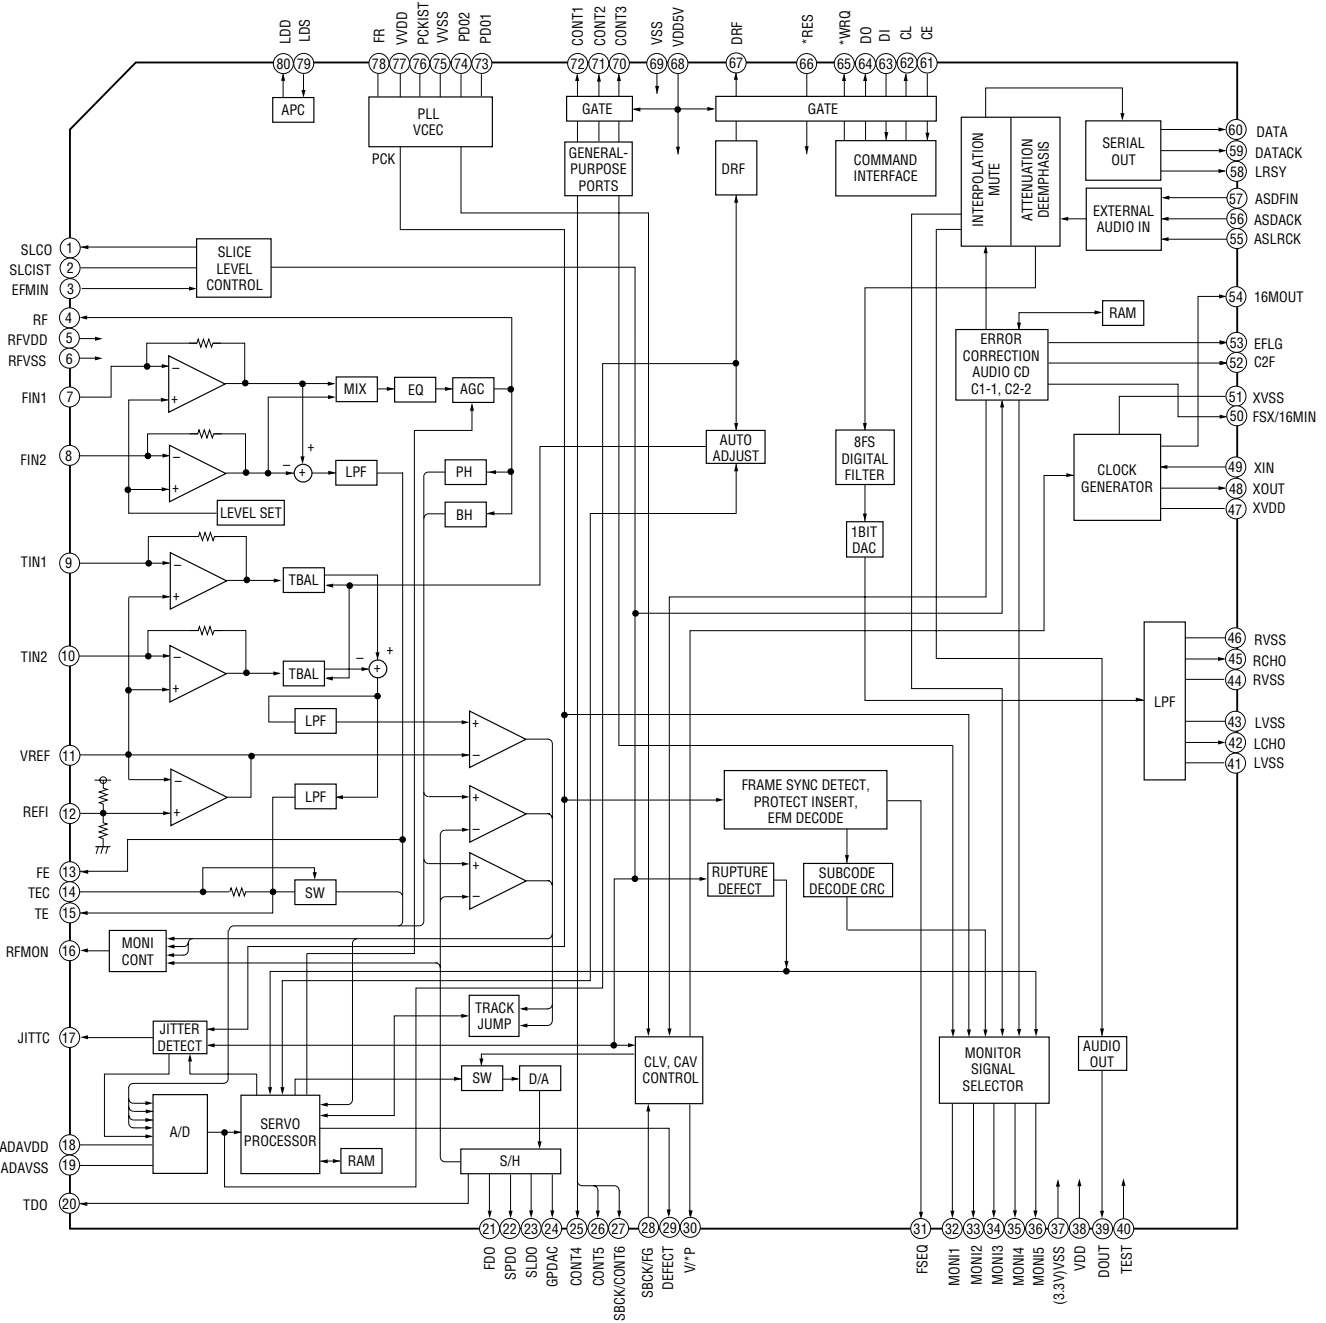 LDD
LDS
FR
VVDD
PCKIST
VVSS
PD02
PD01
CONT1
CONT2
CONT3
VSS
VDD5V
DRF
*RES
*WRQ
DO
DI
CL
CE
80
79
78
77
76
75
74
73
72
71
70
69
68
67
66
65
64
63
62
61
APC
PLL
VCEC
PCK
GATE
GATE
GENERAL-
PURPOSE
PORTS
DRF
COMMAND
INTERFACE
INTERPOLATION
MUTE
ATTENUATION
DEEMPHASIS
SERIAL
OUT
EXTERNAL
AUDIO IN
60 DATA
59 DATACK
58 LRSY
57 ASDFIN
56 ASDACK
55 ASLRCK
54 16MOUT
53 EFLG
52 C2F
51 XVSS
50 FSX/16MIN
49 XIN
48 XOUT
47 XVDD
46 RVSS
45 RCHO
44 RVSS
43 LVSS
42 LCHO
41 LVSS
SLCO 1
SLCIST 2
EFMIN 3
RF 4
RFVDD 5
RFVSS 6
FIN1 7
FIN2 8
TIN1 9
TIN2 10
VREF 11
REFI 12
FE 13
TEC 14
TE 15
RFMON 16
JITTC 17
ADAVDD 18
ADAVSS 19
TDO 20
SLICE
LEVEL
CONTROL
RAM
ERROR
CORRECTION
AUDIO CD
C1-1, C2-2
−
+
MIX
EQ
AGC
−
+
−
+
+
LPF
PH
BH
LEVEL SET
AUTO
ADJUST
8FS
DIGITAL
FILTER
1BIT
DAC
CLOCK
GENERATOR
−
+
TBAL
−
+
TBAL
−
+
+
LPF
LPF
+
−
−
+
LPF
+
−
+
−
FRAME SYNC DETECT,
PROTECT INSERT,
EFM DECODE
RUPTURE
DEFECT
SUBCODE
DECODE CRC
SW
MONI
CONT
TRACK
JUMP
JITTER
DETECT
CLV, CAV
CONTROL
MONITOR
SIGNAL
SELECTOR
AUDIO
OUT
SW
D/A
A/D
SERVO
PROCESSOR
RAM
S/H
21
22
23
24
25
26
27
28
29
30
31
32
33
34
35
36
37
38
39
40
FDO
SPDO
SLDO
GPDAC
CONT4
CONT5
SBCK/CONT6
SBCK/FG
DEFECT
V/*P
FSEQ
MONI1
MONI2
MONI3
MONI4
MONI5
(3.3V)VSS
VDD
DOUT
TEST